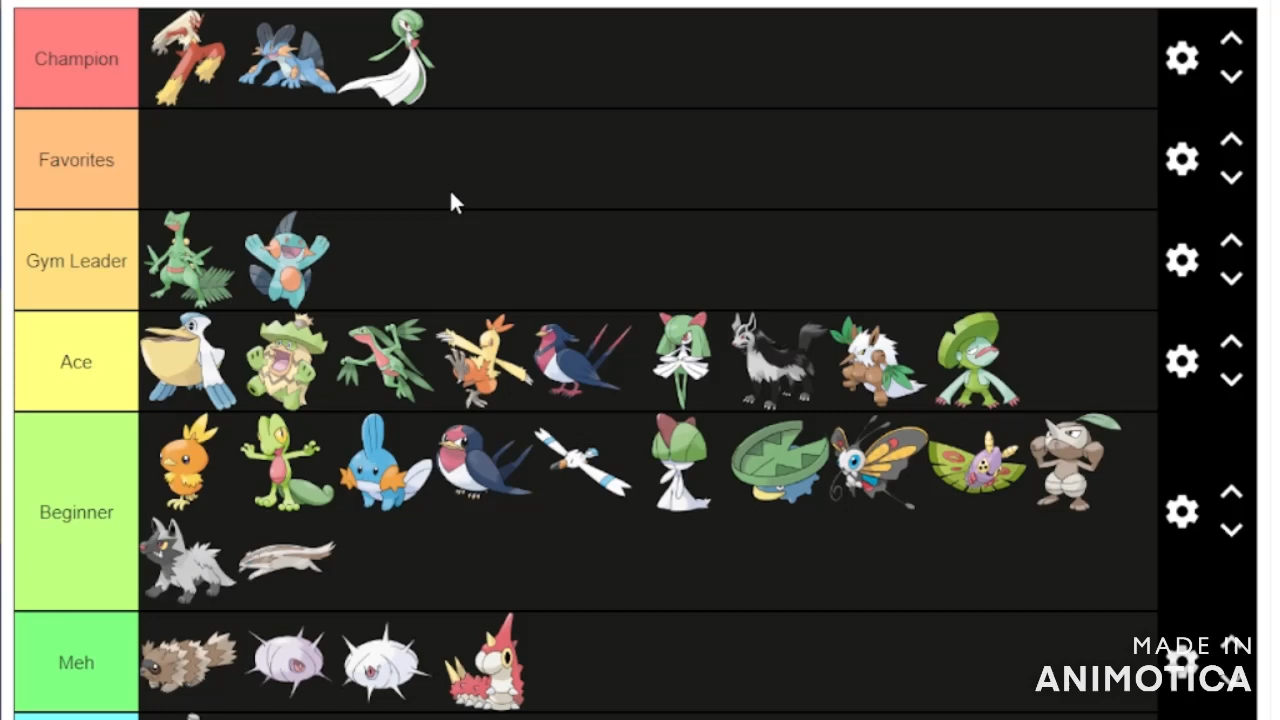 Champion
Favorites
Gym Leader
Ace
Beginner
Meh
MADE IN
ANIMOTICA